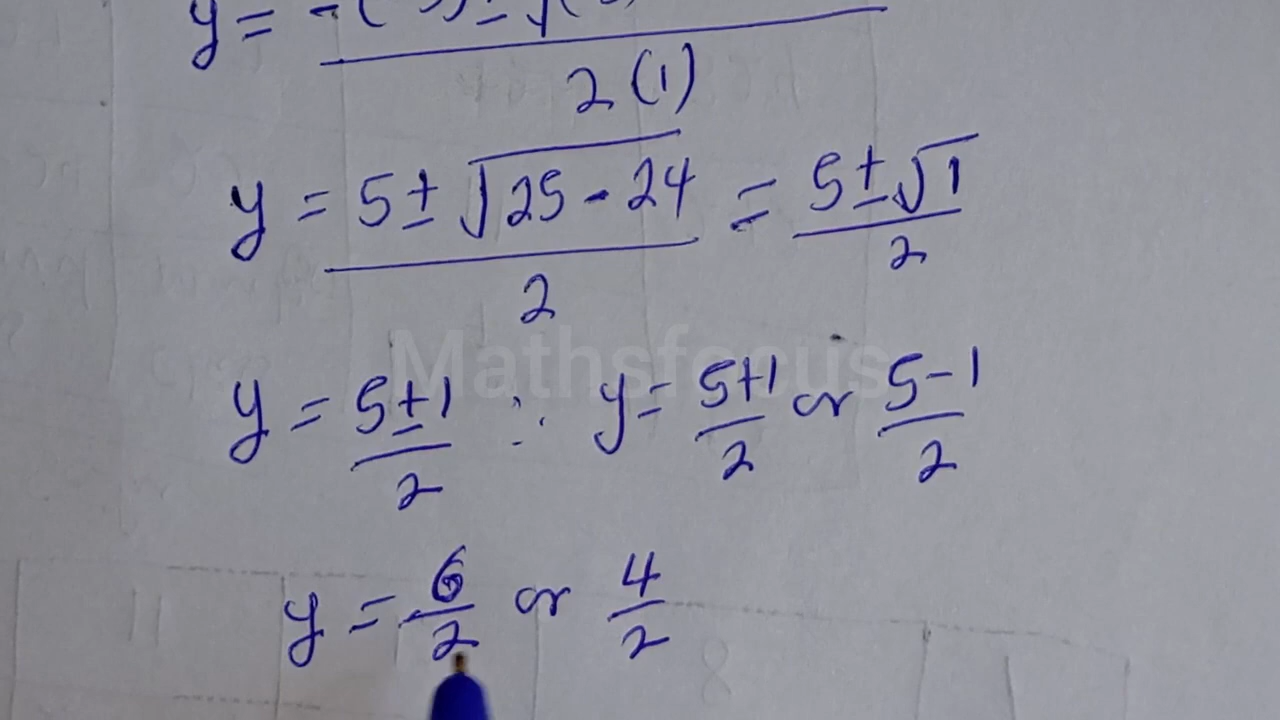 y = -(5) ± √(
2(1)
y = 5 ± √25 - 24 / 2 = 5 ± √1 / 2
Mathsfocus
y = 5 ± 1 / 2 ∴ y = 5+1 / 2 or 5-1 / 2
y = 6/2 or 4/2